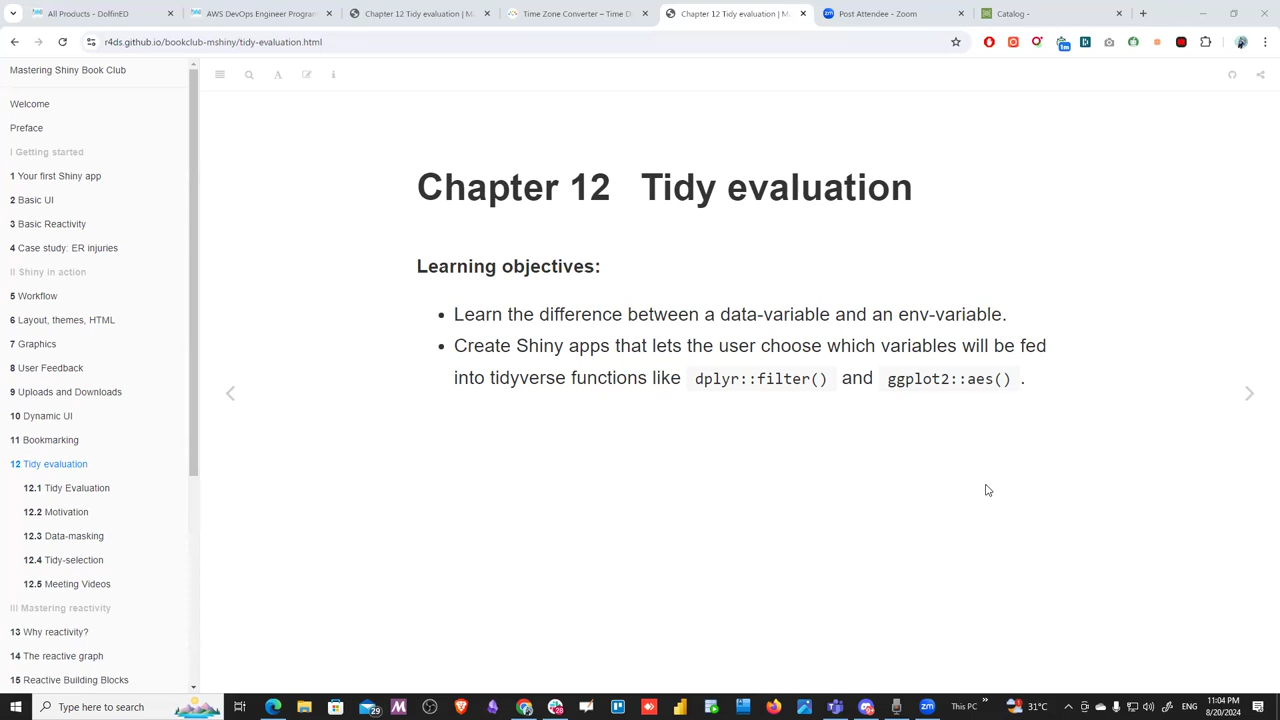 All Products - DolfinED
AWS DevOps Engineer Program
Chapter 12 Tidy evaluation | Ma
Time Zone Converter – Time D
Chapter 12 Tidy evaluation | Ma
Post Attendee - Zoom
Catalog -
r4ds.github.io/bookclub-mshiny/tidy-evaluation.html
1m
Mastering Shiny Book Club
Welcome
Preface
I Getting started
1 Your first Shiny app
2 Basic UI
3 Basic Reactivity
4 Case study: ER injuries
II Shiny in action
5 Workflow
6 Layout, themes, HTML
7 Graphics
8 User Feedback
9 Uploads and Downloads
10 Dynamic UI
11 Bookmarking
12 Tidy evaluation
12.1 Tidy Evaluation
12.2 Motivation
12.3 Data-masking
12.4 Tidy-selection
12.5 Meeting Videos
III Mastering reactivity
13 Why reactivity?
14 The reactive graph
15 Reactive Building Blocks
Chapter 12 Tidy evaluation
Learning objectives:
• Learn the difference between a data-variable and an env-variable.
• Create Shiny apps that lets the user choose which variables will be fed
into tidyverse functions like dplyr::filter() and ggplot2::aes() .
Type here to search
29
28
This PC
31°C
ENG
11:04 PM
8/20/2024